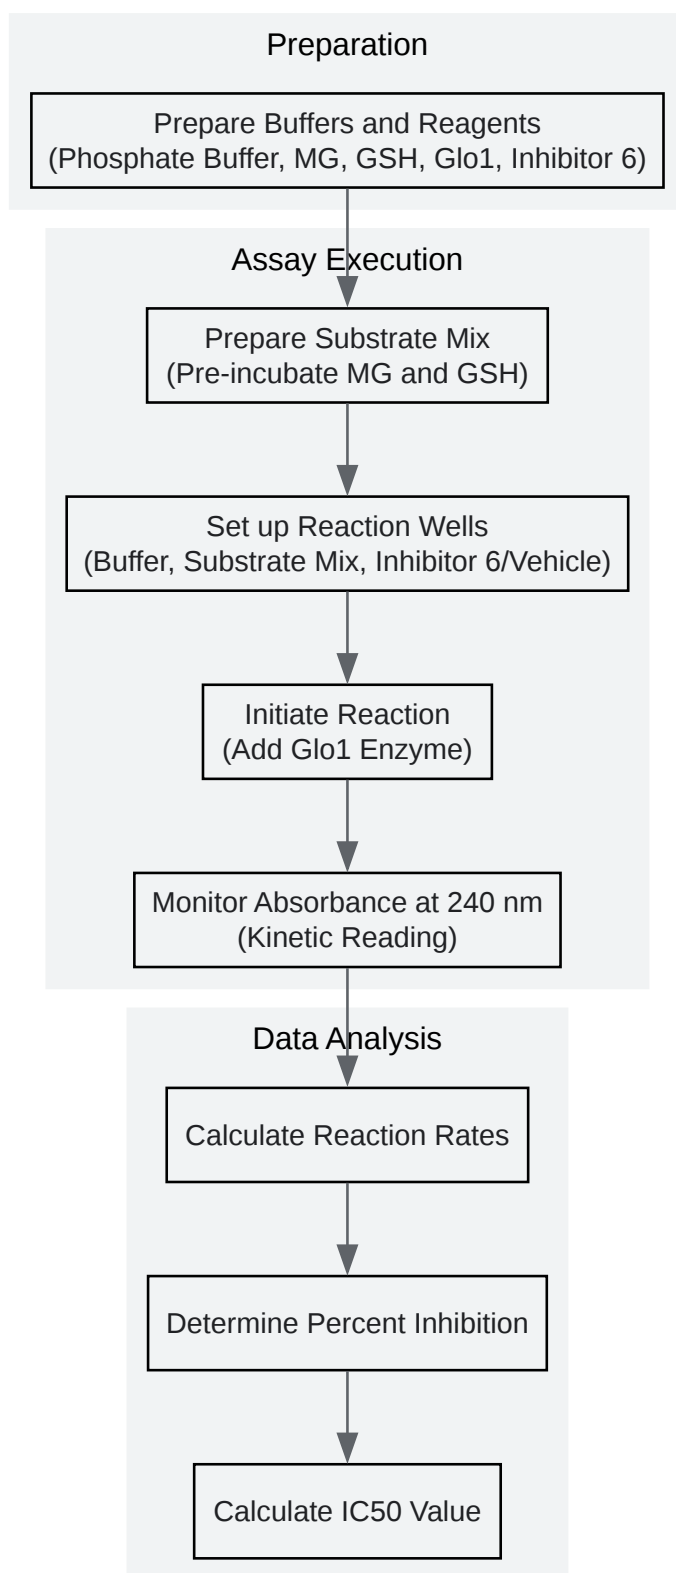 Preparation
Prepare Buffers and Reagents
(Phosphate Buffer, MG, GSH, Glo1, Inhibitor 6)
Assay Execution
Prepare Substrate Mix
(Pre-incubate MG and GSH)
Set up Reaction Wells
(Buffer, Substrate Mix, Inhibitor 6/Vehicle)
Initiate Reaction
(Add Glo1 Enzyme)
Monitor Absorbance at 240 nm
(Kinetic Reading)
Data Analysis
Calculate Reaction Rates
Determine Percent Inhibition
Calculate IC50 Value